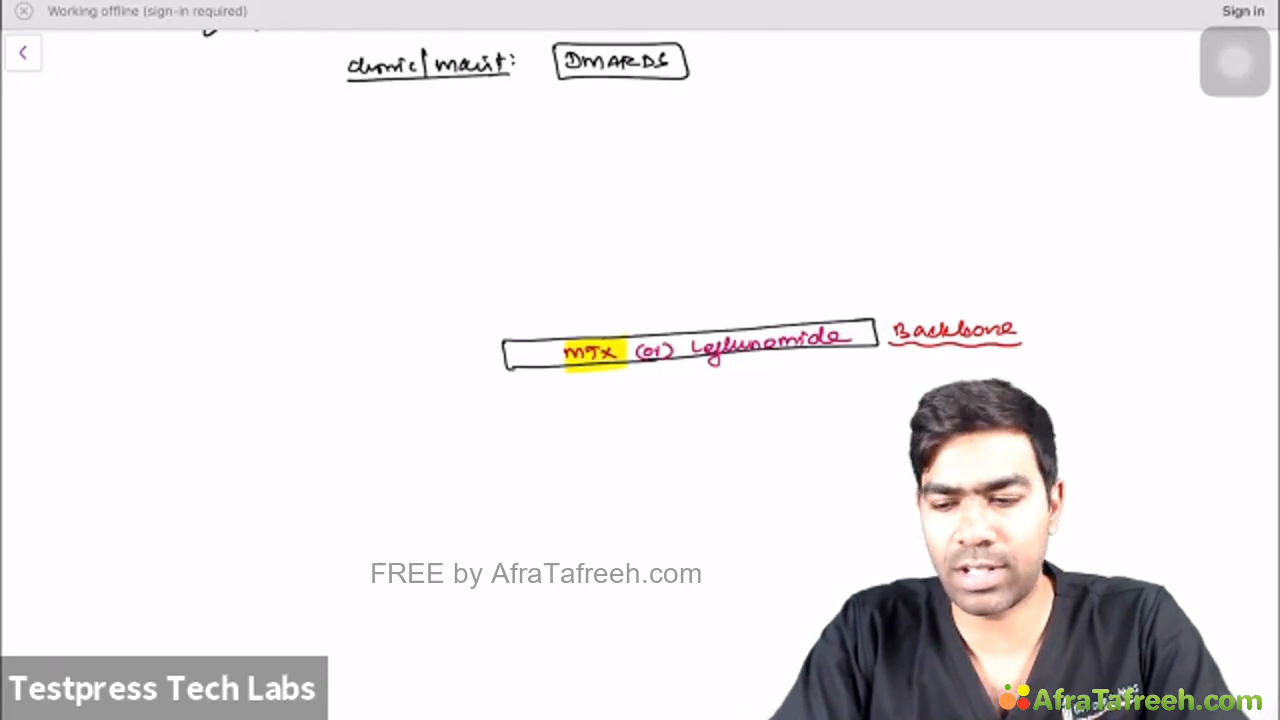 Working offline (sign-in required)
Sign in
chronic/maint: DMARDS
MTX (or) Leflunomide
Backbone
FREE by AfraTafreeh.com
Testpress Tech Labs
AfraTafreeh.com